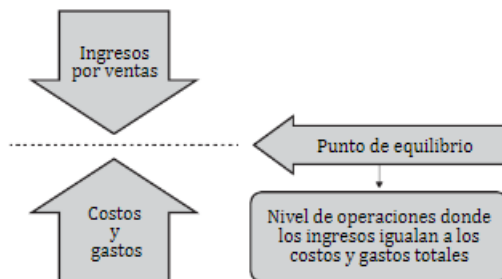 Ingresos
por ventas
Punto de equilibrio
Costos
y
gastos
Nivel de operaciones donde
los ingresos igualan a los
costos y gastos totales